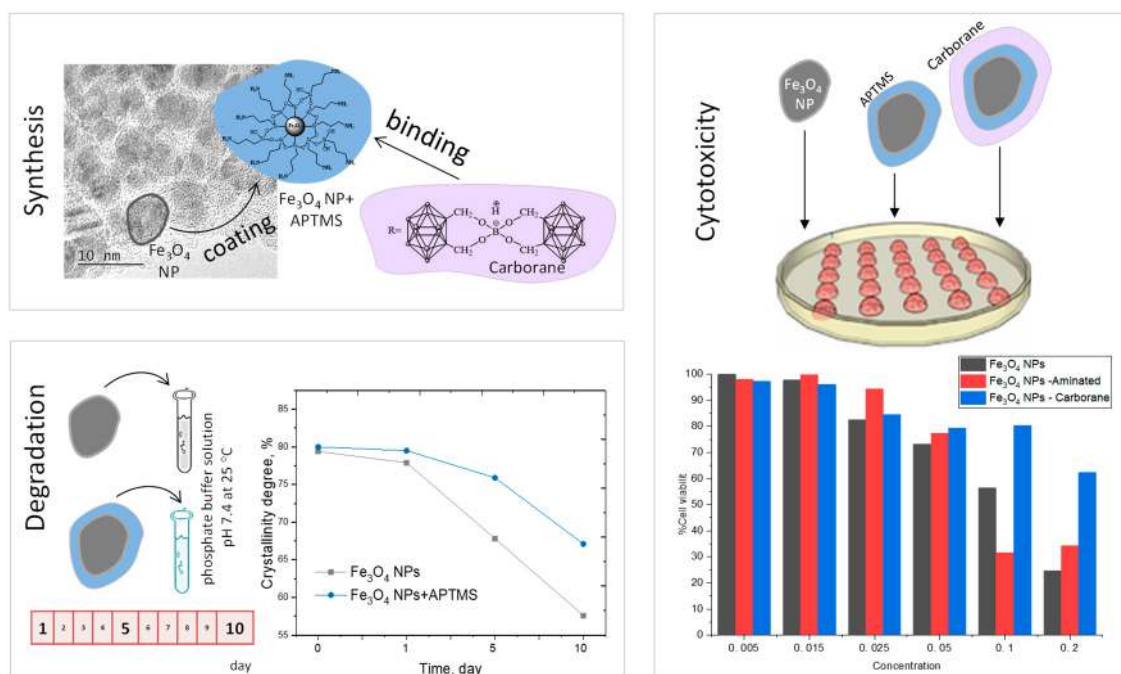 Synthesis
10 nm
Fe₃O₄
NP
coating
Fe₃O₄ NP+
APTMS
binding
R=
CH₂
O
H
⊕
B
⊖
O
CH₂
CH₂
O
O
CH₂
Carborane
Degradation
phosphate buffer solution
pH 7.4 at 25 °C
1 2 3 4 5 6 7 8 9 10
day
Crystallinity degree, %
85
80
75
70
65
60
55
Fe₃O₄ NPs
Fe₃O₄ NPs+APTMS
0 1 5 10
Time, day
Cytotoxicity
Fe₃O₄
NP
APTMS
Carborane
Fe₃O₄ NPs
Fe₃O₄ NPs -Aminated
Fe₃O₄ NPs - Carborane
%Cell viabilit
100
90
80
70
60
50
40
30
20
10
0
0. 005 0. 015 0. 025 0. 05 0. 1 0. 2
Concentration